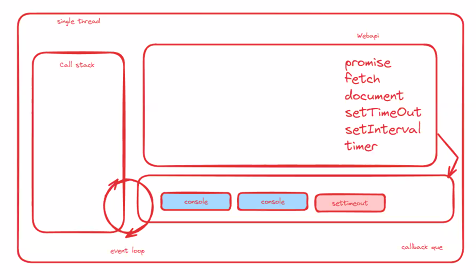 single thread
Webapi
Call stack
promise
fetch
document
setTimeOut
setInterval
timer
console
console
settimeout
event loop
callback que